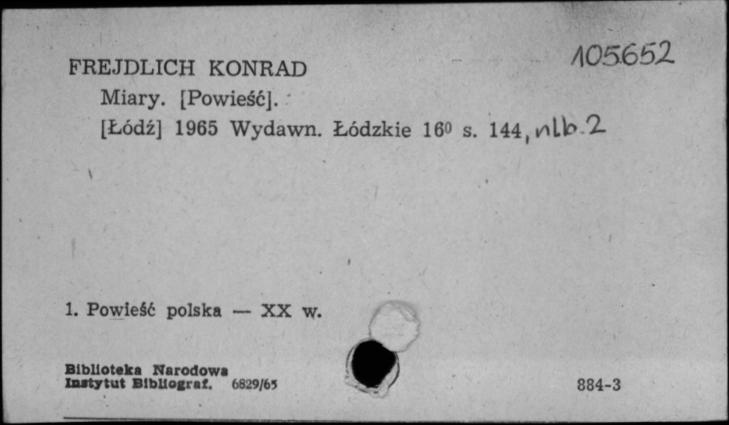 105652
FREJDLICH KONRAD
Miary. [Powieść].
[Łódź] 1965 Wydawn. Łódzkie 16⁰ s. 144, nlb. 2
1. Powieść polska — XX w.
Biblioteka Narodowa
Instytut Bibliograf. 6829/65
884-3